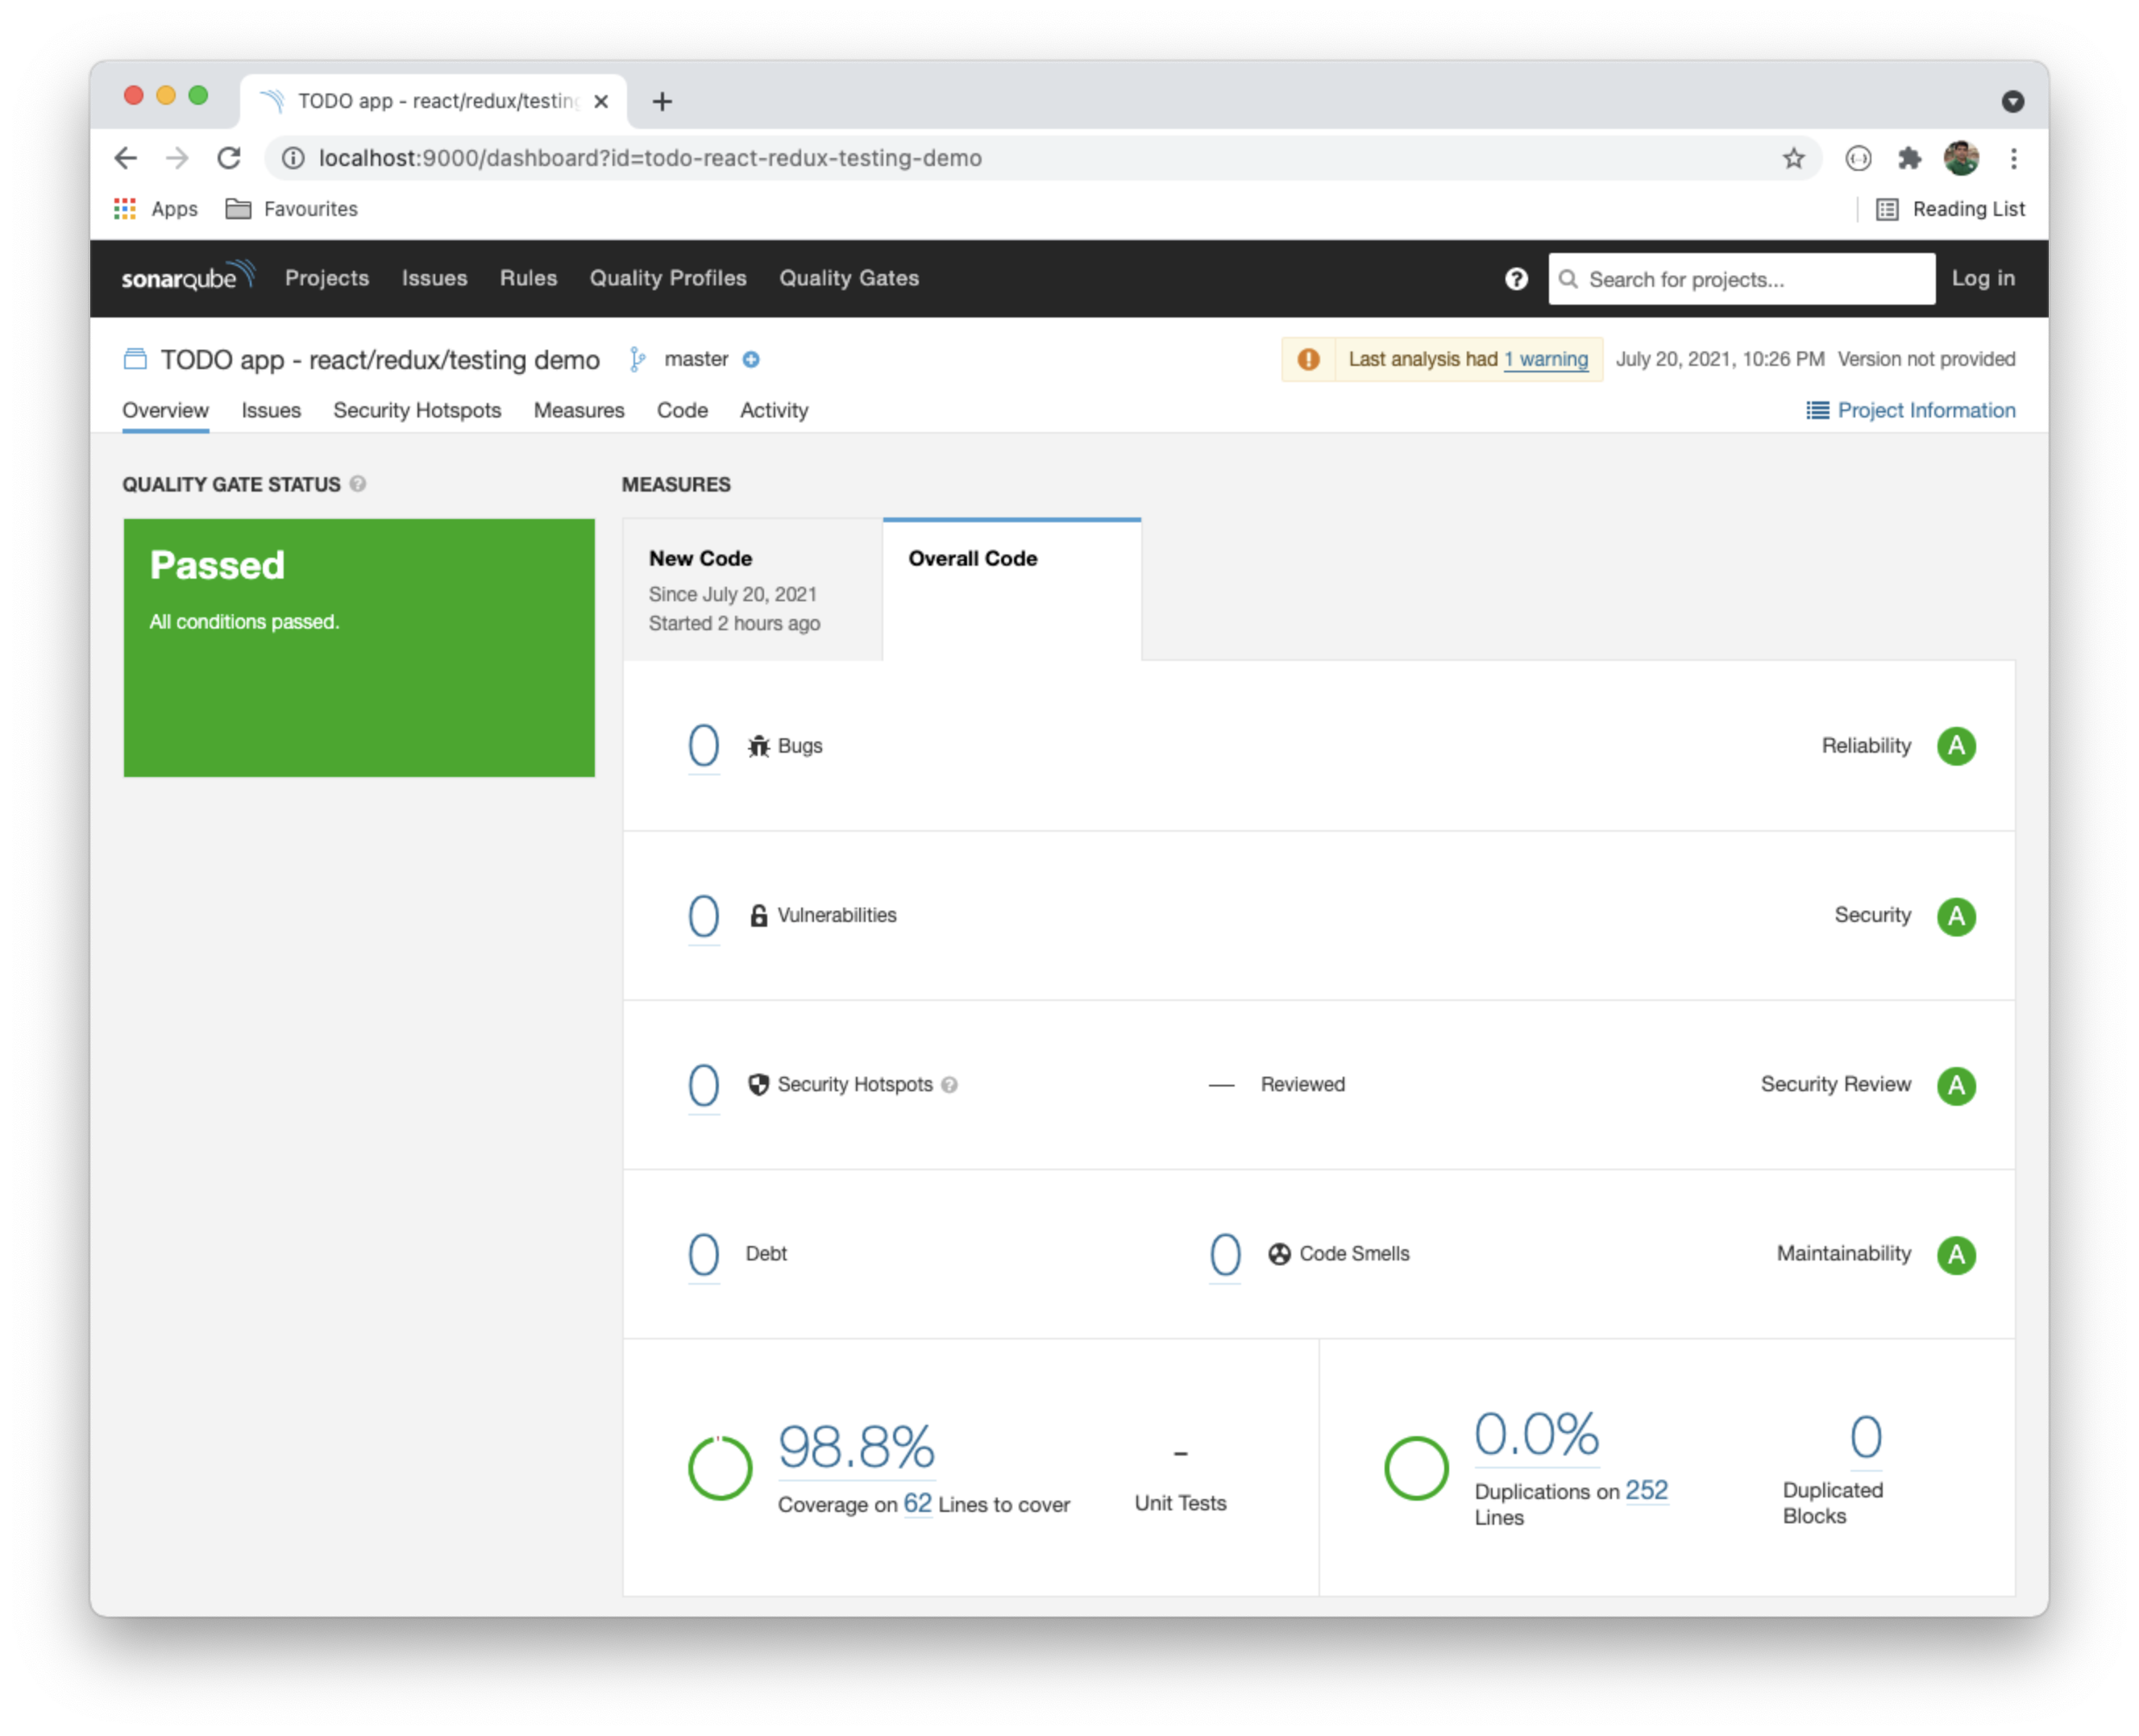 TODO app - react/redux/testing
localhost:9000/dashboard?id=todo-react-redux-testing-demo
Apps Favourites Reading List
sonarqube Projects Issues Rules Quality Profiles Quality Gates Search for projects... Log in
TODO app - react/redux/testing demo master Last analysis had 1 warning July 20, 2021, 10:26 PM Version not provided
Overview Issues Security Hotspots Measures Code Activity Project Information
QUALITY GATE STATUS
Passed
All conditions passed.
MEASURES
New Code
Since July 20, 2021
Started 2 hours ago
Overall Code
0 Bugs Reliability A
0 Vulnerabilities Security A
0 Security Hotspots — Reviewed Security Review A
0 Debt 0 Code Smells Maintainability A
98.8%
Coverage on 62 Lines to cover
-
Unit Tests
0.0%
Duplications on 252
Lines
0
Duplicated
Blocks